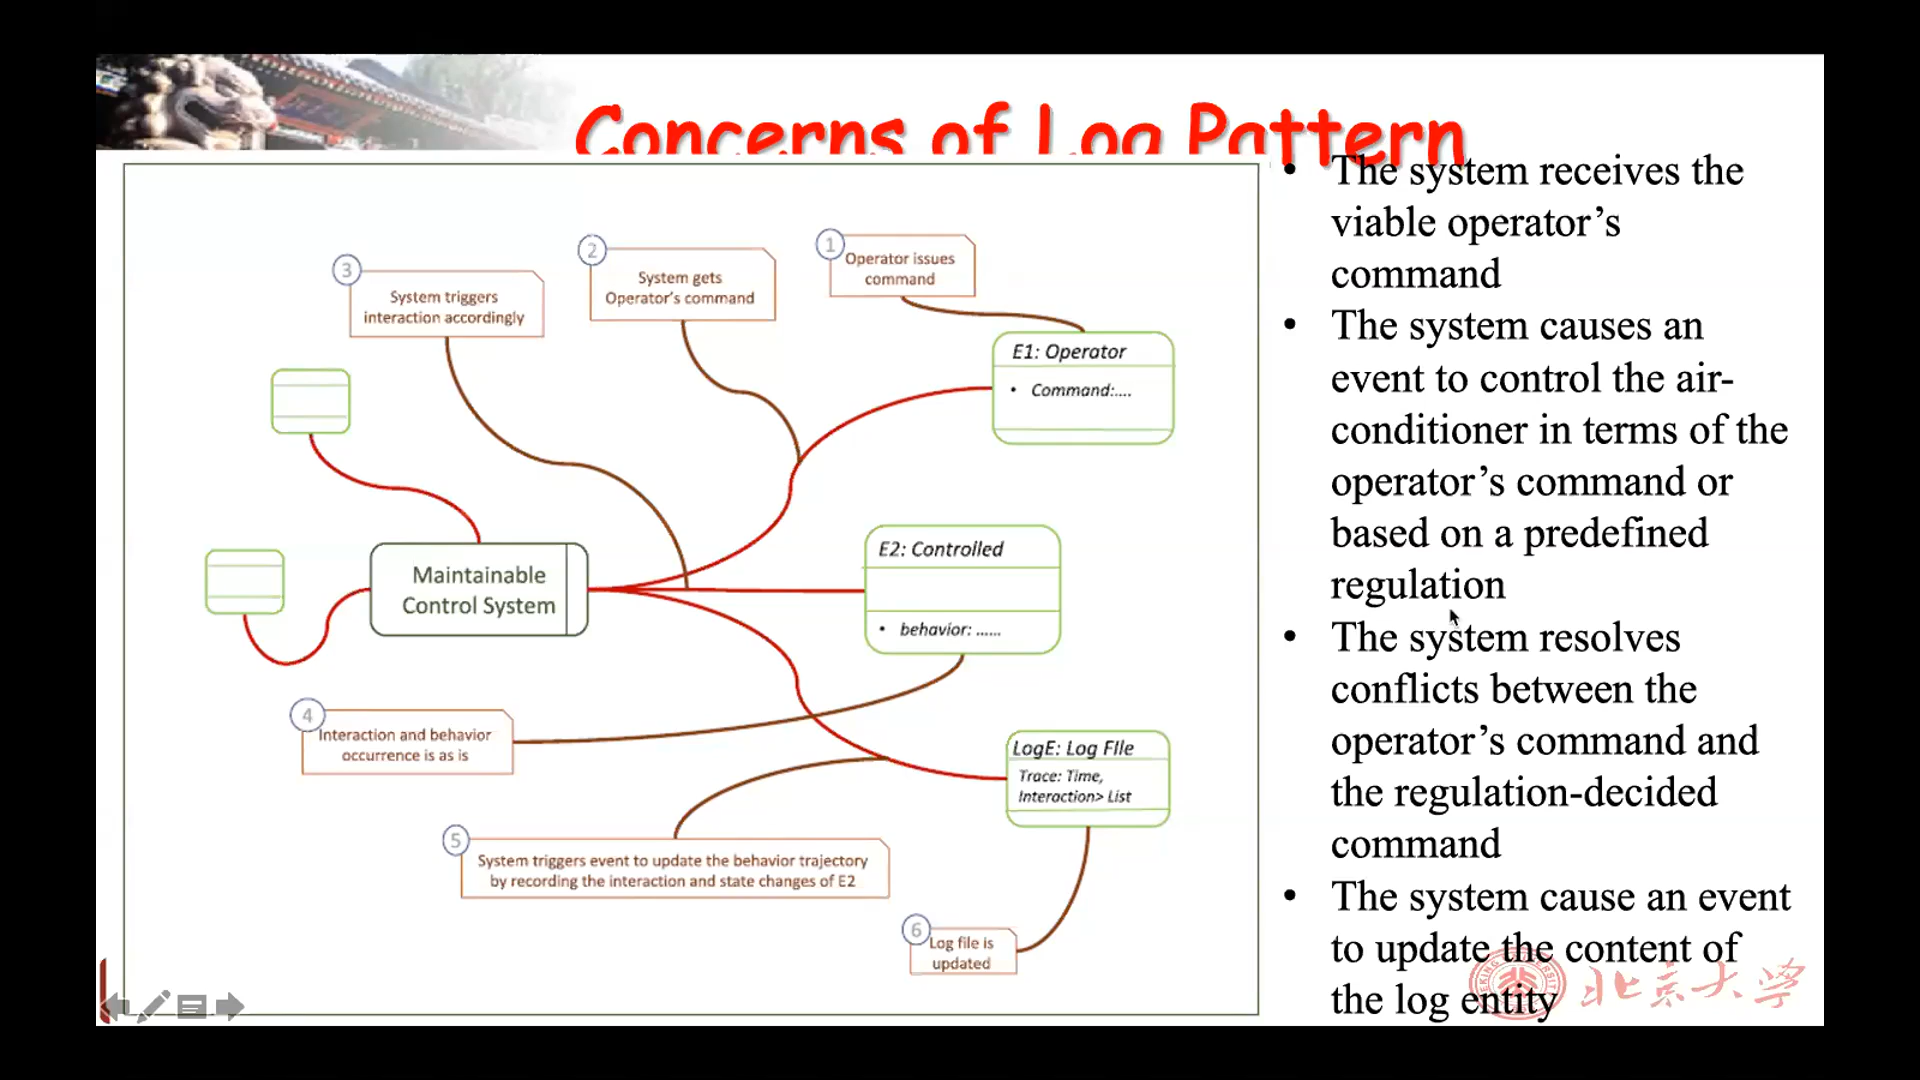 Concerns of Log Pattern
3
System triggers
interaction accordingly
2
System gets
Operator's command
1
Operator issues
command
E1: Operator
• Command:....
E2: Controlled
• behavior: ......
Maintainable
Control System
4
Interaction and behavior
occurrence is as is
LogE: Log FIle
Trace: Time,
Interaction> List
5
System triggers event to update the behavior trajectory
by recording the interaction and state changes of E2
6
Log file is
updated
• The system receives the
viable operator’s
command
• The system causes an
event to control the air-
conditioner in terms of the
operator’s command or
based on a predefined
regulation
• The system resolves
conflicts between the
operator’s command and
the regulation-decided
command
• The system cause an event
to update the content of
the log entity
北京大学